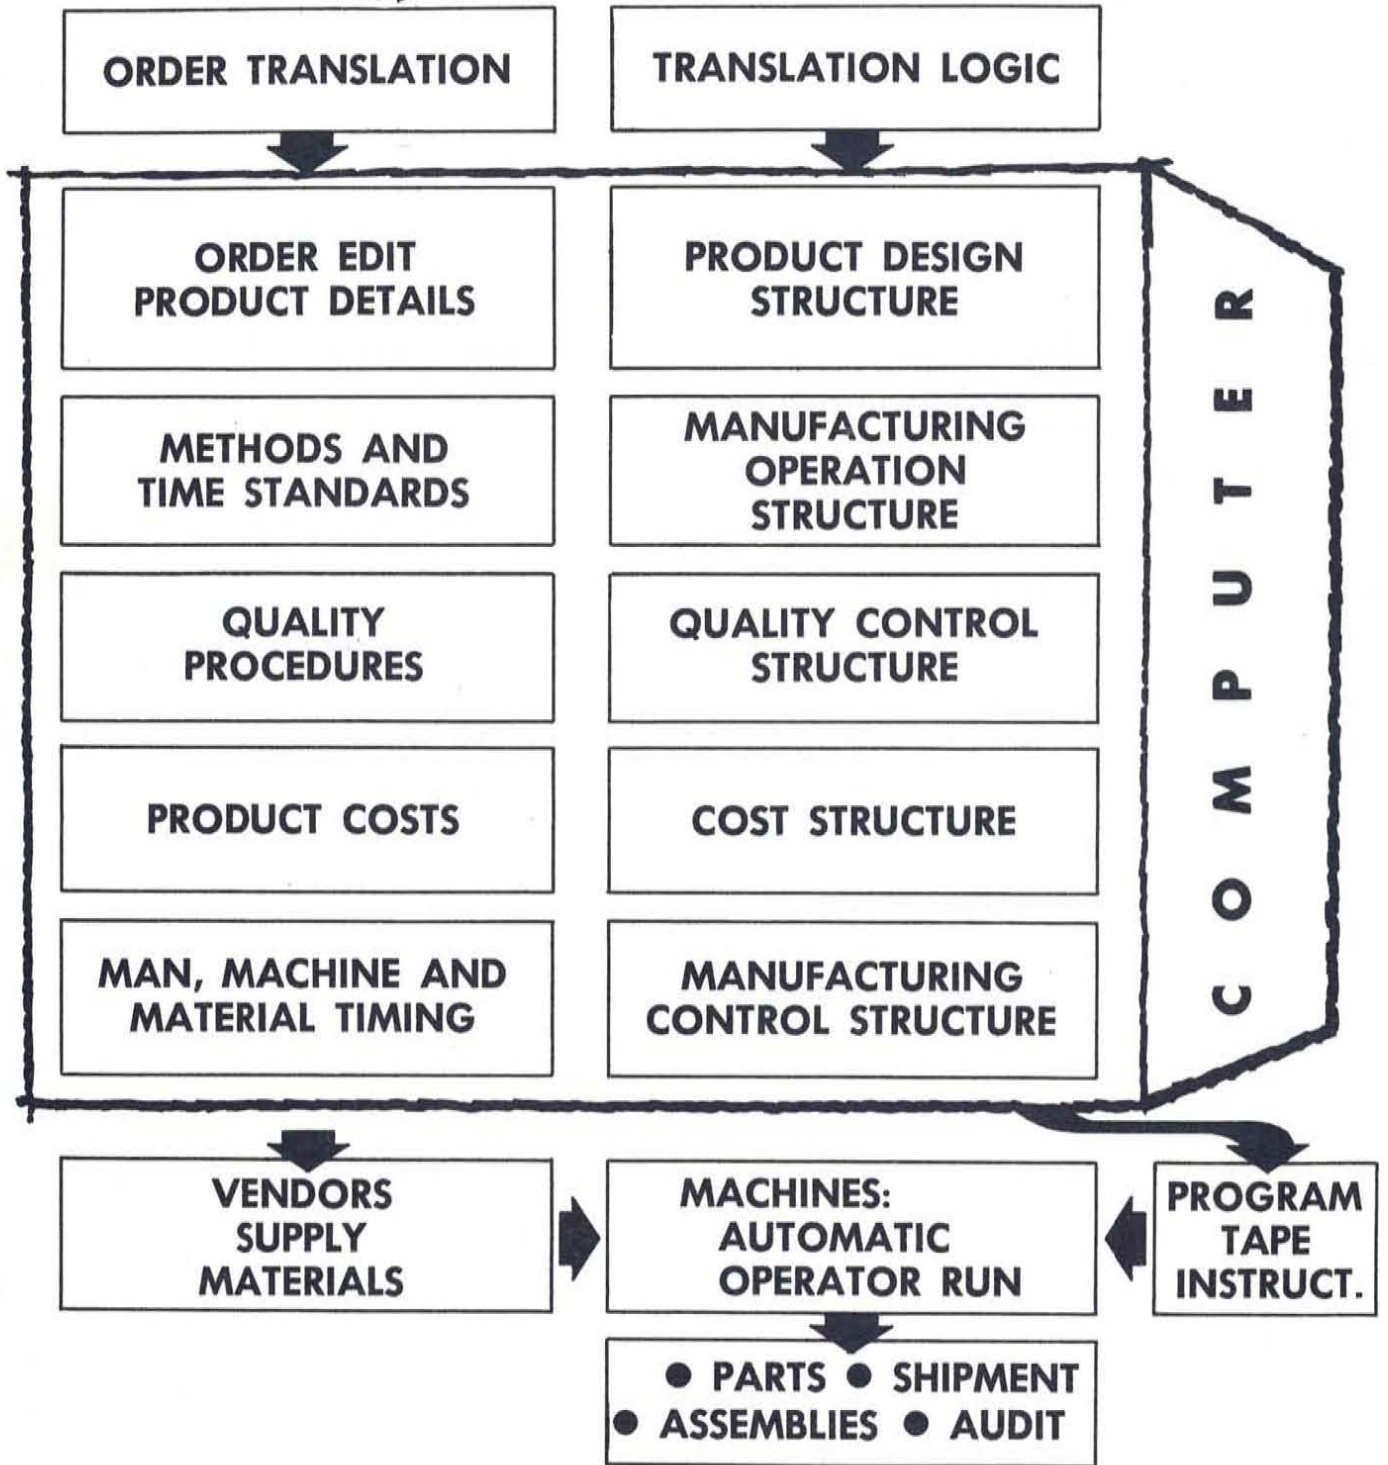 ORDER TRANSLATION
TRANSLATION LOGIC
ORDER EDIT
PRODUCT DETAILS
PRODUCT DESIGN
STRUCTURE
METHODS AND
TIME STANDARDS
MANUFACTURING
OPERATION
STRUCTURE
QUALITY
PROCEDURES
QUALITY CONTROL
STRUCTURE
PRODUCT COSTS
COST STRUCTURE
MAN, MACHINE AND
MATERIAL TIMING
MANUFACTURING
CONTROL STRUCTURE
COMPUTER
VENDORS
SUPPLY
MATERIALS
MACHINES:
AUTOMATIC
OPERATOR RUN
PROGRAM
TAPE
INSTRUCT.
● PARTS ● SHIPMENT
● ASSEMBLIES ● AUDIT